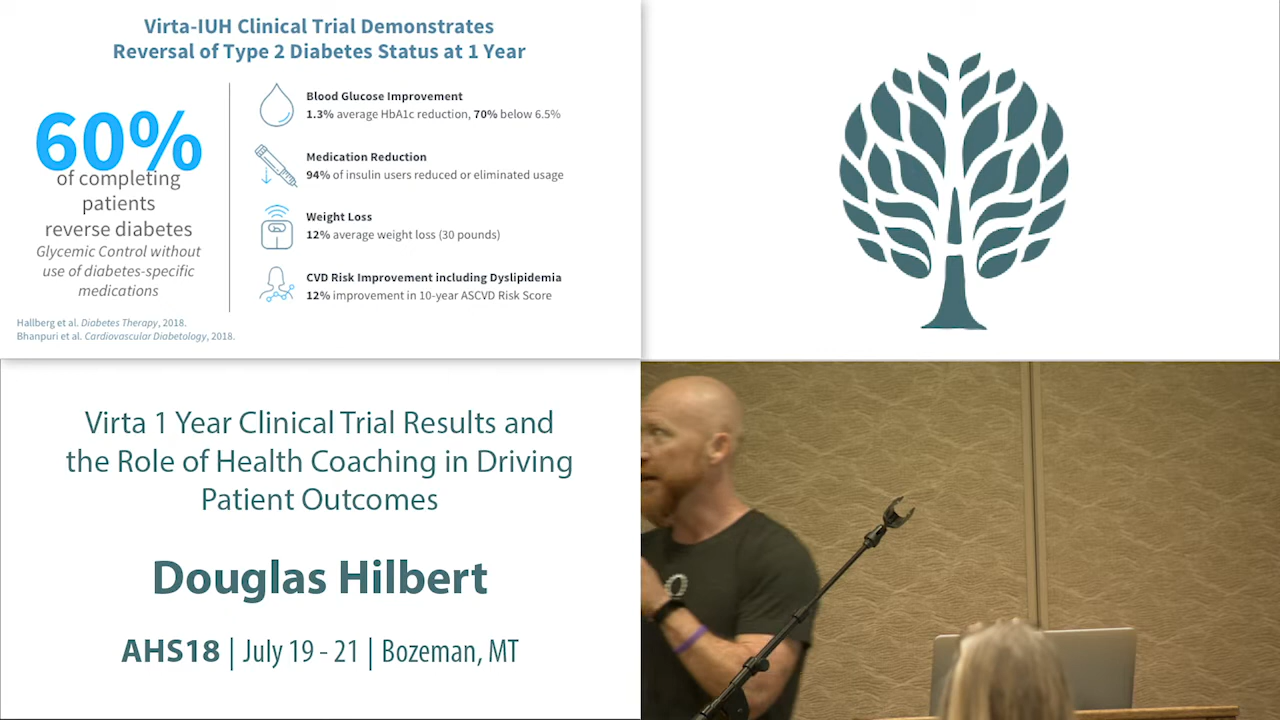 Virta-IUH Clinical Trial Demonstrates
Reversal of Type 2 Diabetes Status at 1 Year
60%
of completing
patients
reverse diabetes
Glycemic Control without
use of diabetes-specific
medications
Blood Glucose Improvement
1.3% average HbA1c reduction, 70% below 6.5%
Medication Reduction
94% of insulin users reduced or eliminated usage
Weight Loss
12% average weight loss (30 pounds)
CVD Risk Improvement including Dyslipidemia
12% improvement in 10-year ASCVD Risk Score
Hallberg et al. Diabetes Therapy, 2018.
Bhanpuri et al. Cardiovascular Diabetology, 2018.
Virta 1 Year Clinical Trial Results and
the Role of Health Coaching in Driving
Patient Outcomes
Douglas Hilbert
AHS18 | July 19 - 21 | Bozeman, MT